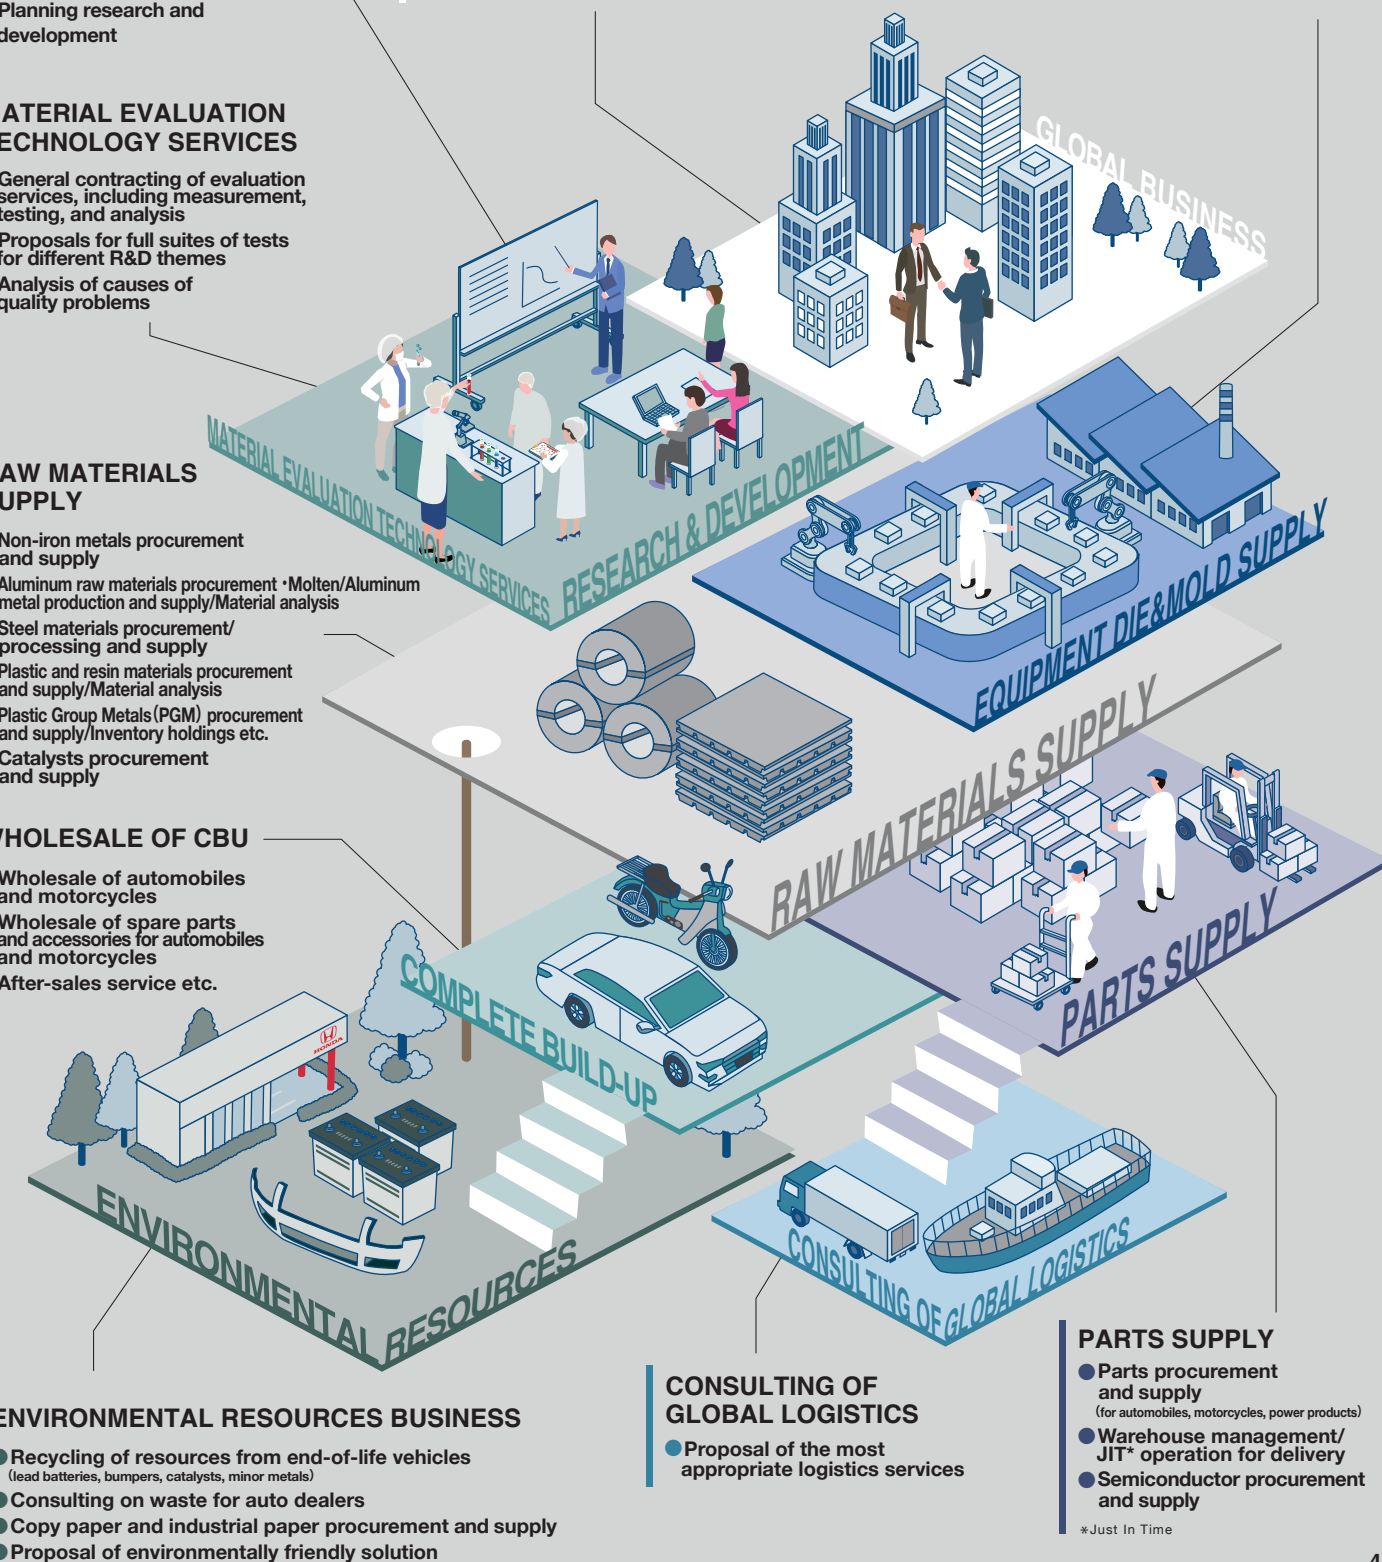 Planning research and
development
ATERIAL EVALUATION
ECHNOLOGY SERVICES
General contracting of evaluation
services, including measurement,
testing, and analysis
Proposals for full suites of tests
for different R&D themes
Analysis of causes of
quality problems
AW MATERIALS
UPPLY
Non-iron metals procurement
and supply
Aluminum raw materials procurement •Molten/Aluminum
metal production and supply/Material analysis
Steel materials procurement/
processing and supply
Plastic and resin materials procurement
and supply/Material analysis
Plastic Group Metals(PGM) procurement
and supply/Inventory holdings etc.
Catalysts procurement
and supply
WHOLESALE OF CBU
Wholesale of automobiles
and motorcycles
Wholesale of spare parts
and accessories for automobiles
and motorcycles
After-sales service etc.
GLOBAL BUSINESS
MATERIAL EVALUATION TECHNOLOGY SERVICES
RESEARCH & DEVELOPMENT
EQUIPMENT DIE&MOLD SUPPLY
RAW MATERIALS SUPPLY
PARTS SUPPLY
COMPLETE BUILD-UP
HONDA
ENVIRONMENTAL RESOURCES
CONSULTING OF GLOBAL LOGISTICS
ENVIRONMENTAL RESOURCES BUSINESS
●Recycling of resources from end-of-life vehicles
(lead batteries, bumpers, catalysts, minor metals)
●Consulting on waste for auto dealers
●Copy paper and industrial paper procurement and supply
●Proposal of environmentally friendly solution
CONSULTING OF
GLOBAL LOGISTICS
●Proposal of the most
appropriate logistics services
PARTS SUPPLY
●Parts procurement
and supply
(for automobiles, motorcycles, power products)
●Warehouse management/
JIT* operation for delivery
●Semiconductor procurement
and supply
*Just In Time